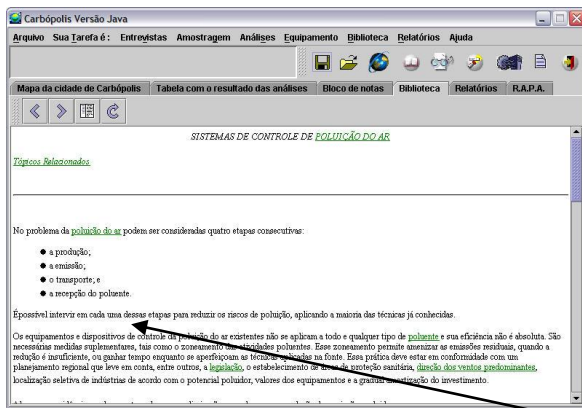 Carbópolis Versão Java
Arquivo Sua Tarefa é : Entrevistas Amostragem Análises Equipamento Biblioteca Relatórios Ajuda
Mapa da cidade de Carbópolis Tabela com o resultado das análises Bloco de notas Biblioteca Relatórios R.A.P.A.
SISTEMAS DE CONTROLE DE POLUIÇÃO DO AR
Tópicos Relacionados
No problema da poluição do ar podem ser consideradas quatro etapas consecutivas:
a produção;
a emissão;
o transporte; e
a recepção do poluente.
Épossível intervir em cada uma dessas etapas para reduzir os riscos de poluição, aplicando a maioria das técnicas já conhecidas.
Os equipamentos e dispositivos de controle da poluição do ar existentes não se aplicam a todo e qualquer tipo de poluente e sua eficiência não é absoluta. São
necessárias medidas suplementares, tais como o zoneamento das atividades poluentes. Esse zoneamento permite amenizar as emissões residuais, quando a
redução é insuficiente, ou ganhar tempo enquanto se aperfeiçoam as técnicas aplicadas na fonte. Essa prática deve estar em conformidade com um
planejamento regional que leve em conta, entre outros, a legislação, o estabelecimento de áreas de proteção sanitária, direção dos ventos predominantes,
localização seletiva de indústrias de acordo com o potencial poluidor, valores dos equipamentos e a gradual amortização do investimento.